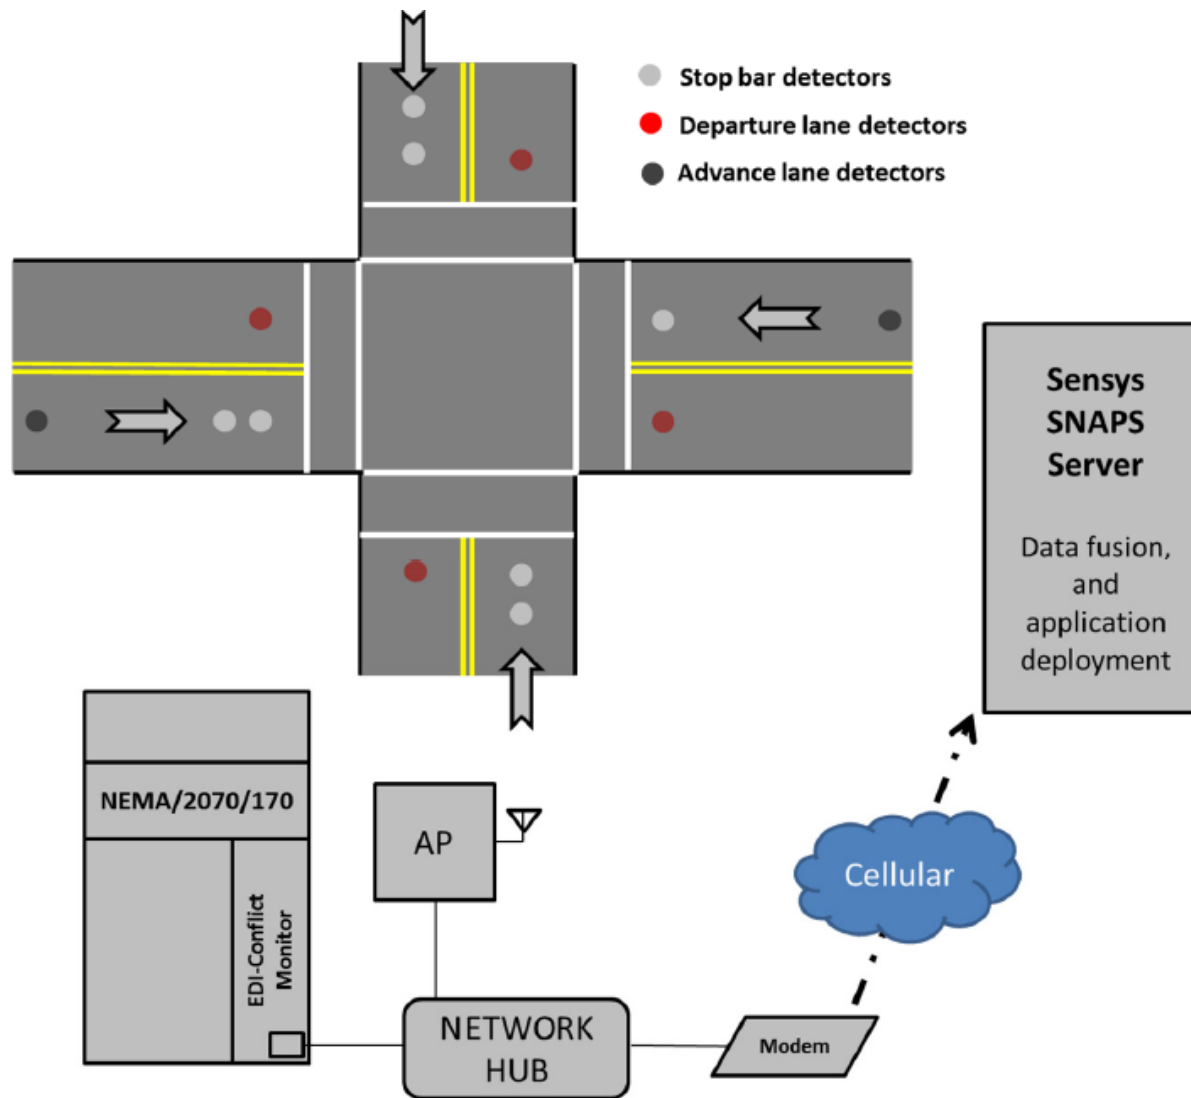 Stop bar detectors
Departure lane detectors
Advance lane detectors
Sensys
SNAPS
Server
Data fusion,
and
application
deployment
NEMA/2070/170
AP
EDI-Conflict
Monitor
Cellular
NETWORK
HUB
Modem